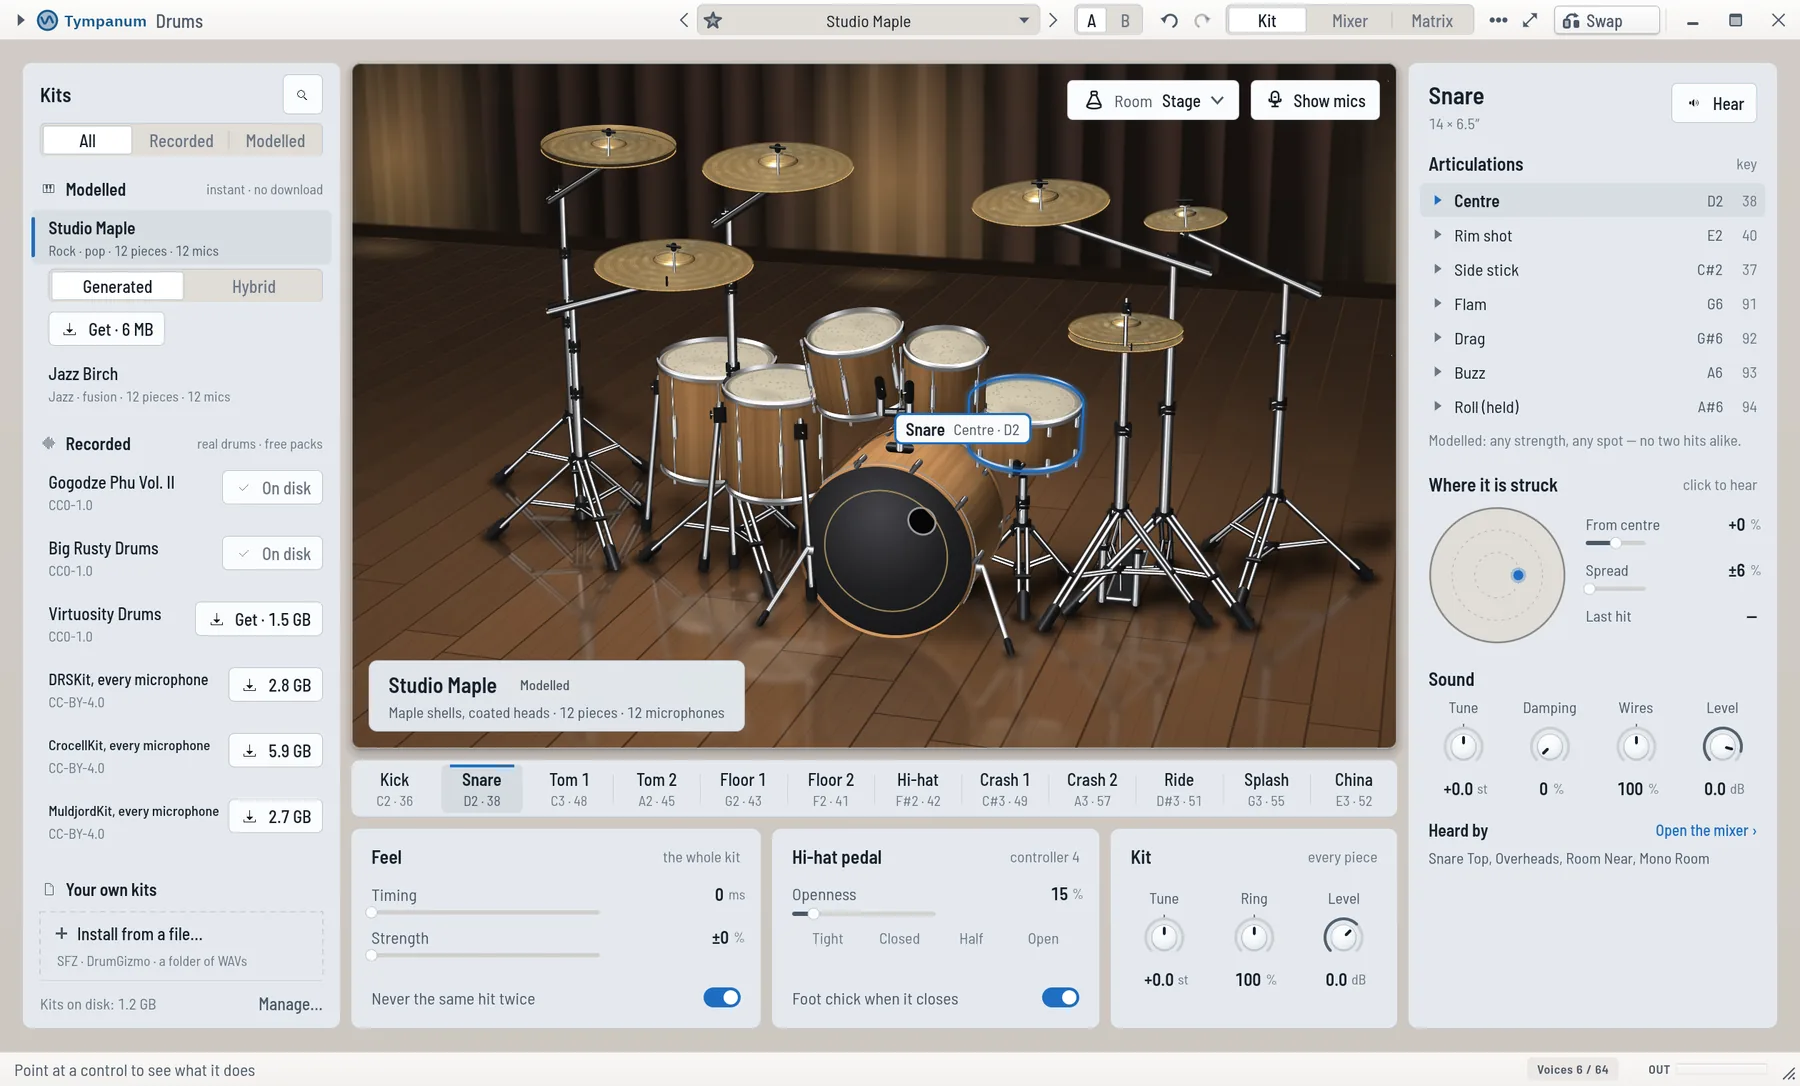 Tympanum Drums
Studio Maple
A B
Kit Mixer Matrix
Swap
Kits
All Recorded Modelled
Modelled instant · no download
Studio Maple
Rock · pop · 12 pieces · 12 mics
Generated Hybrid
Get · 6 MB
Jazz Birch
Jazz · fusion · 12 pieces · 12 mics
Recorded real drums · free packs
Gogodze Phu Vol. II On disk
CC0-1.0
Big Rusty Drums On disk
CC0-1.0
Virtuosity Drums Get · 1.5 GB
CC0-1.0
DRSKit, every microphone 2.8 GB
CC-BY-4.0
CrocellKit, every microphone 5.9 GB
CC-BY-4.0
MuldjordKit, every microphone 2.7 GB
CC-BY-4.0
Your own kits
+ Install from a file...
SFZ · DrumGizmo · a folder of WAVs
Kits on disk: 1.2 GB Manage...
Room Stage
Show mics
Snare Centre · D2
Studio Maple Modelled
Maple shells, coated heads · 12 pieces · 12 microphones
Kick Snare Tom 1 Tom 2 Floor 1 Floor 2 Hi-hat Crash 1 Crash 2 Ride Splash China
C2 · 36 D2 · 38 C3 · 48 A2 · 45 G2 · 43 F2 · 41 F#2 · 42 C#3 · 49 A3 · 57 D#3 · 51 G3 · 55 E3 · 52
Feel the whole kit
Timing 0 ms
Strength ±0 %
Never the same hit twice
Hi-hat pedal controller 4
Openness 15 %
Tight Closed Half Open
Foot chick when it closes
Kit every piece
Tune Ring Level
+0.0 st 100 % 0.0 dB
Snare
14 × 6.5″
Hear
Articulations key
Centre D2 38
Rim shot E2 40
Side stick C#2 37
Flam G6 91
Drag G#6 92
Buzz A6 93
Roll (held) A#6 94
Modelled: any strength, any spot — no two hits alike.
Where it is struck click to hear
From centre +0 %
Spread ±6 %
Last hit –
Sound
Tune Damping Wires Level
+0.0 st 0 % 100 % 0.0 dB
Heard by Open the mixer ›
Snare Top, Overheads, Room Near, Mono Room
Point at a control to see what it does
Voices 6 / 64
OUT